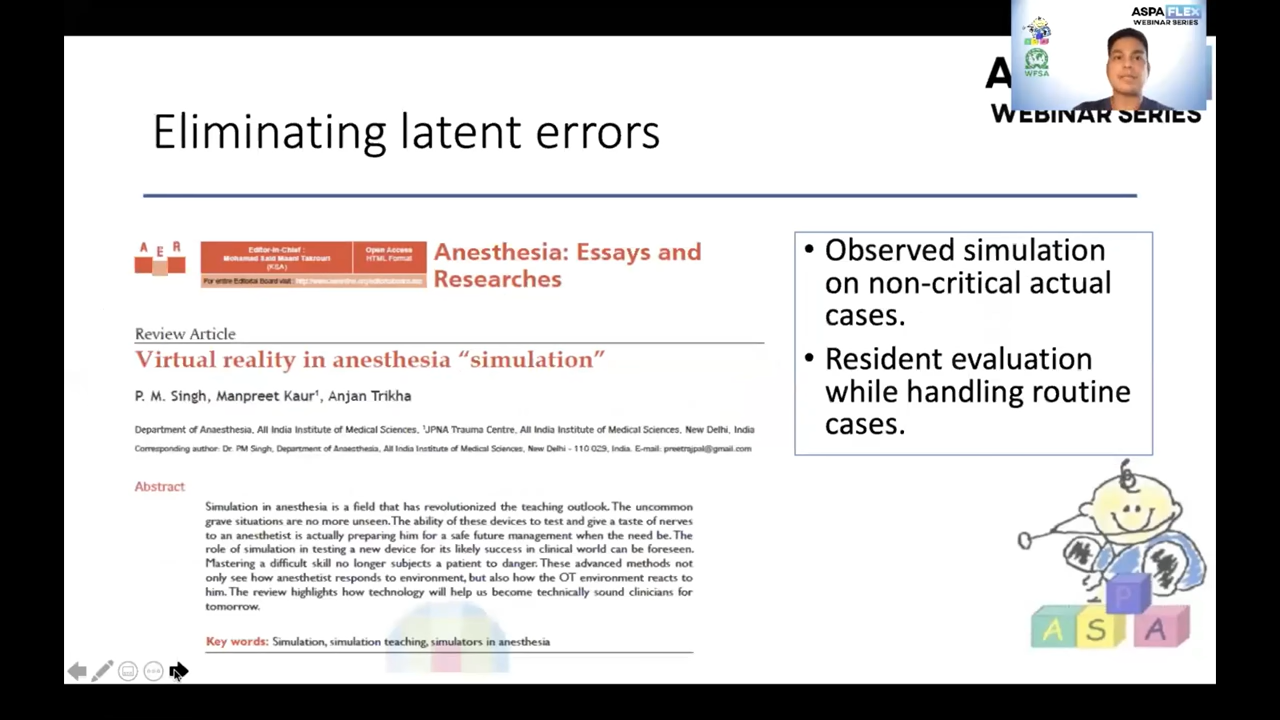 ASPA FLEX
WEBINAR SERIES
WFSA
A
WEBINAR SERIES
Eliminating latent errors
A E R
Editor-in-Chief :
Mohamad Said Maani Takrouri
(KSA)
Open Access
HTML Format
For entire Editorial Board visit :
Anesthesia: Essays and
Researches
Review Article
Virtual reality in anesthesia “simulation”
P. M. Singh, Manpreet Kaur¹, Anjan Trikha
Department of Anaesthesia, All India Institute of Medical Sciences, ¹JPNA Trauma Centre, All India Institute of Medical Sciences, New Delhi, India
Corresponding author: Dr. PM Singh, Department of Anaesthesia, All India Institute of Medical Sciences, New Delhi - 110 029, India. E-mail: preetrajpal@gmail.com
Abstract
Simulation in anesthesia is a field that has revolutionized the teaching outlook. The uncommon
grave situations are no more unseen. The ability of these devices to test and give a taste of nerves
to an anesthetist is actually preparing him for a safe future management when the need be. The
role of simulation in testing a new device for its likely success in clinical world can be foreseen.
Mastering a difficult skill no longer subjects a patient to danger. These advanced methods not
only see how anesthetist responds to environment, but also how the OT environment reacts to
him. The review highlights how technology will help us become technically sound clinicians for
tomorrow.
Key words: Simulation, simulation teaching, simulators in anesthesia
• Observed simulation
on non-critical actual
cases.
• Resident evaluation
while handling routine
cases.
P
A S A